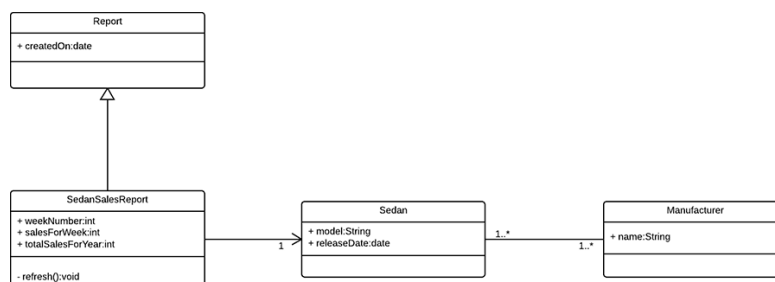 Report
+ createdOn:date
SedanSalesReport
+ weekNumber:int
+ salesForWeek:int
+ totalSalesForYear:int
- refresh():void
1
Sedan
+ model:String
+ releaseDate:date
1..*
1..*
Manufacturer
+ name:String